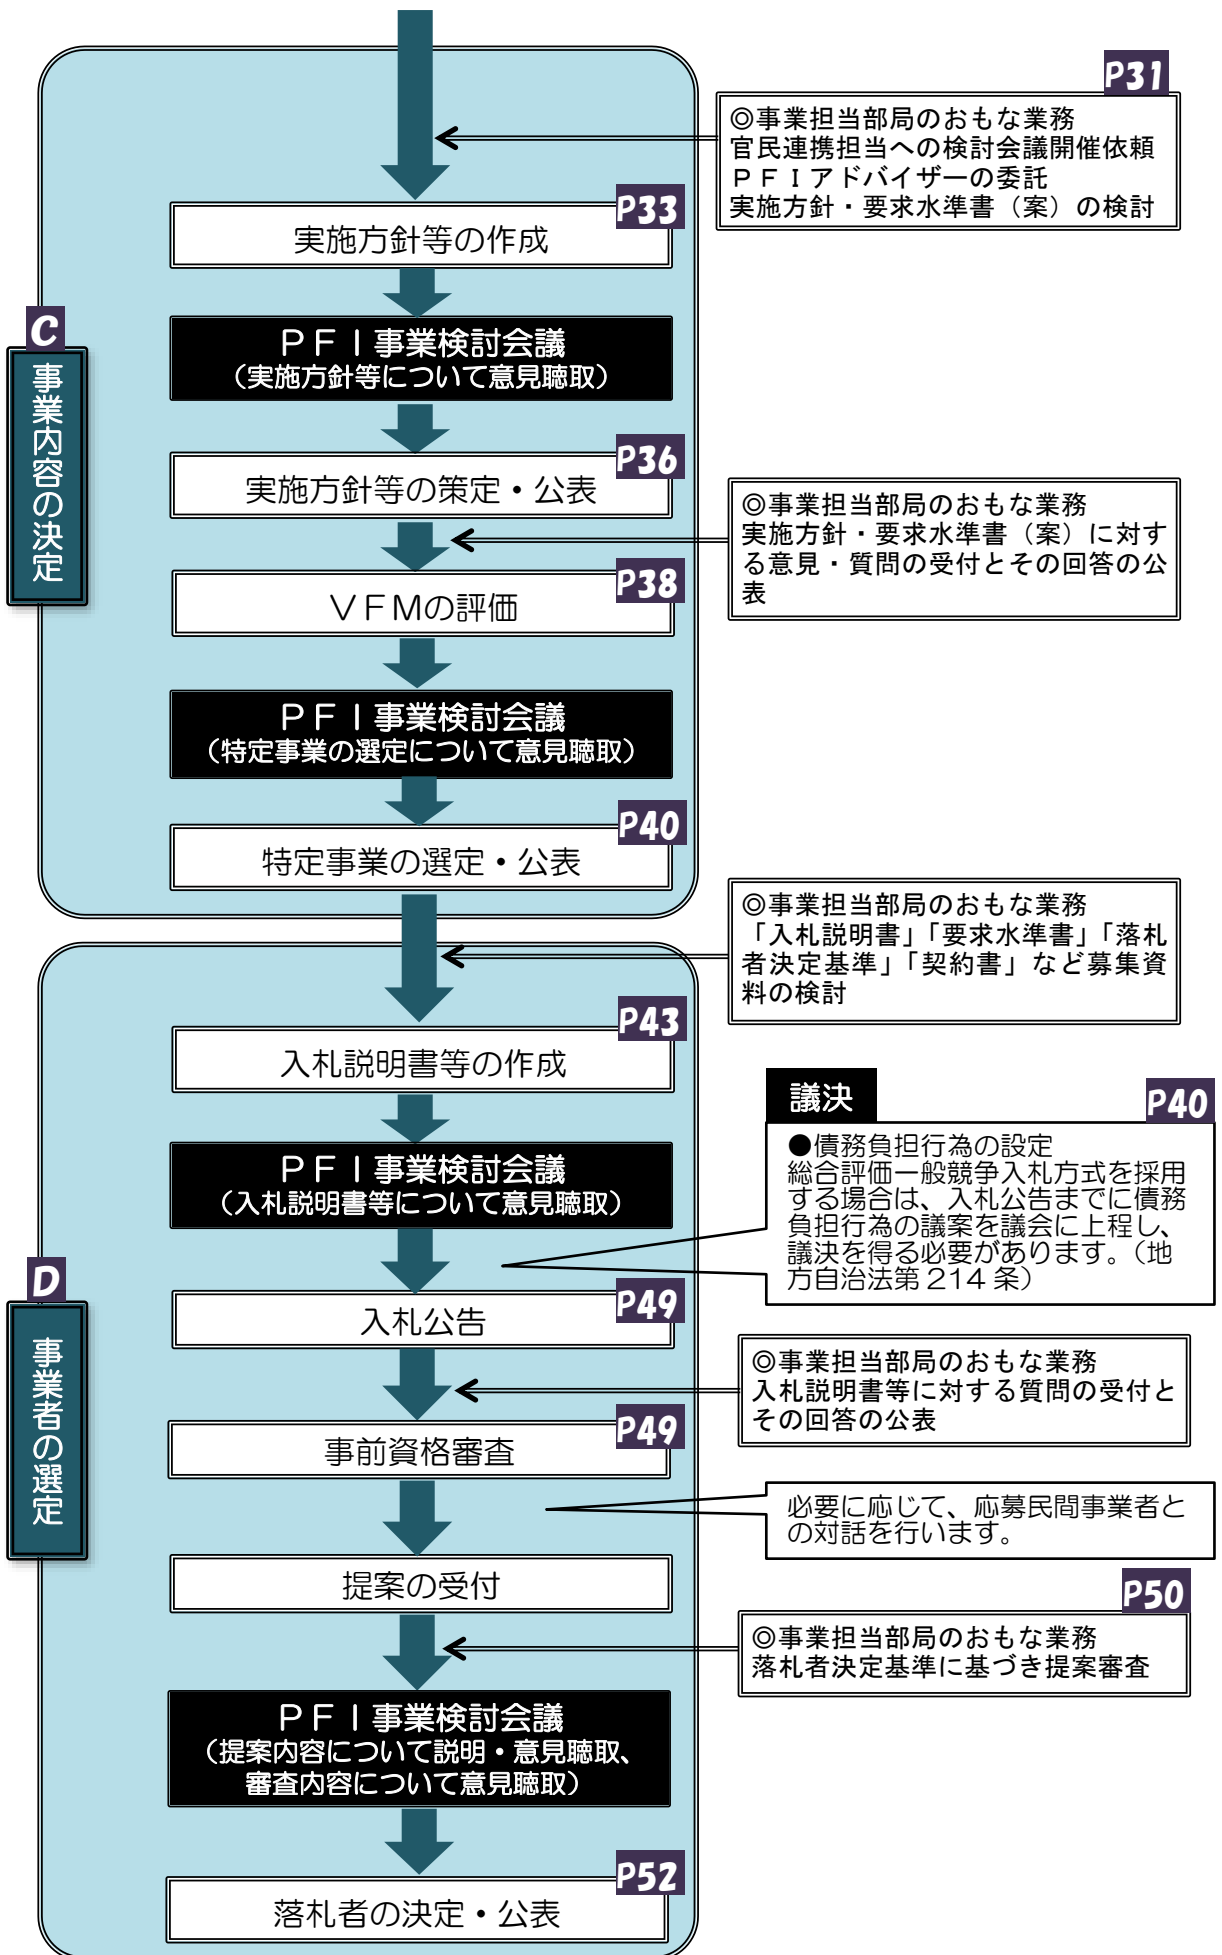 P31
◎事業担当部局のおもな業務
官民連携担当への検討会議開催依頼
ＰＦＩアドバイザーの委託
実施方針・要求水準書（案）の検討
P33
実施方針等の作成
ＰＦＩ事業検討会議
（実施方針等について意見聴取）
C
事業内容の決定
P36
実施方針等の策定・公表
◎事業担当部局のおもな業務
実施方針・要求水準書（案）に対す
る意見・質問の受付とその回答の公
表
P38
ＶＦＭの評価
ＰＦＩ事業検討会議
（特定事業の選定について意見聴取）
P40
特定事業の選定・公表
◎事業担当部局のおもな業務
「入札説明書」「要求水準書」「落札
者決定基準」「契約書」など募集資
料の検討
P43
入札説明書等の作成
議決
P40
●債務負担行為の設定
総合評価一般競争入札方式を採用
する場合は、入札公告までに債務
負担行為の議案を議会に上程し、
議決を得る必要があります。（地
方自治法第 214 条）
ＰＦＩ事業検討会議
（入札説明書等について意見聴取）
D
事業者の選定
P49
入札公告
◎事業担当部局のおもな業務
入札説明書等に対する質問の受付と
その回答の公表
P49
事前資格審査
必要に応じて、応募民間事業者と
の対話を行います。
提案の受付
P50
◎事業担当部局のおもな業務
落札者決定基準に基づき提案審査
ＰＦＩ事業検討会議
（提案内容について説明・意見聴取、
審査内容について意見聴取）
P52
落札者の決定・公表